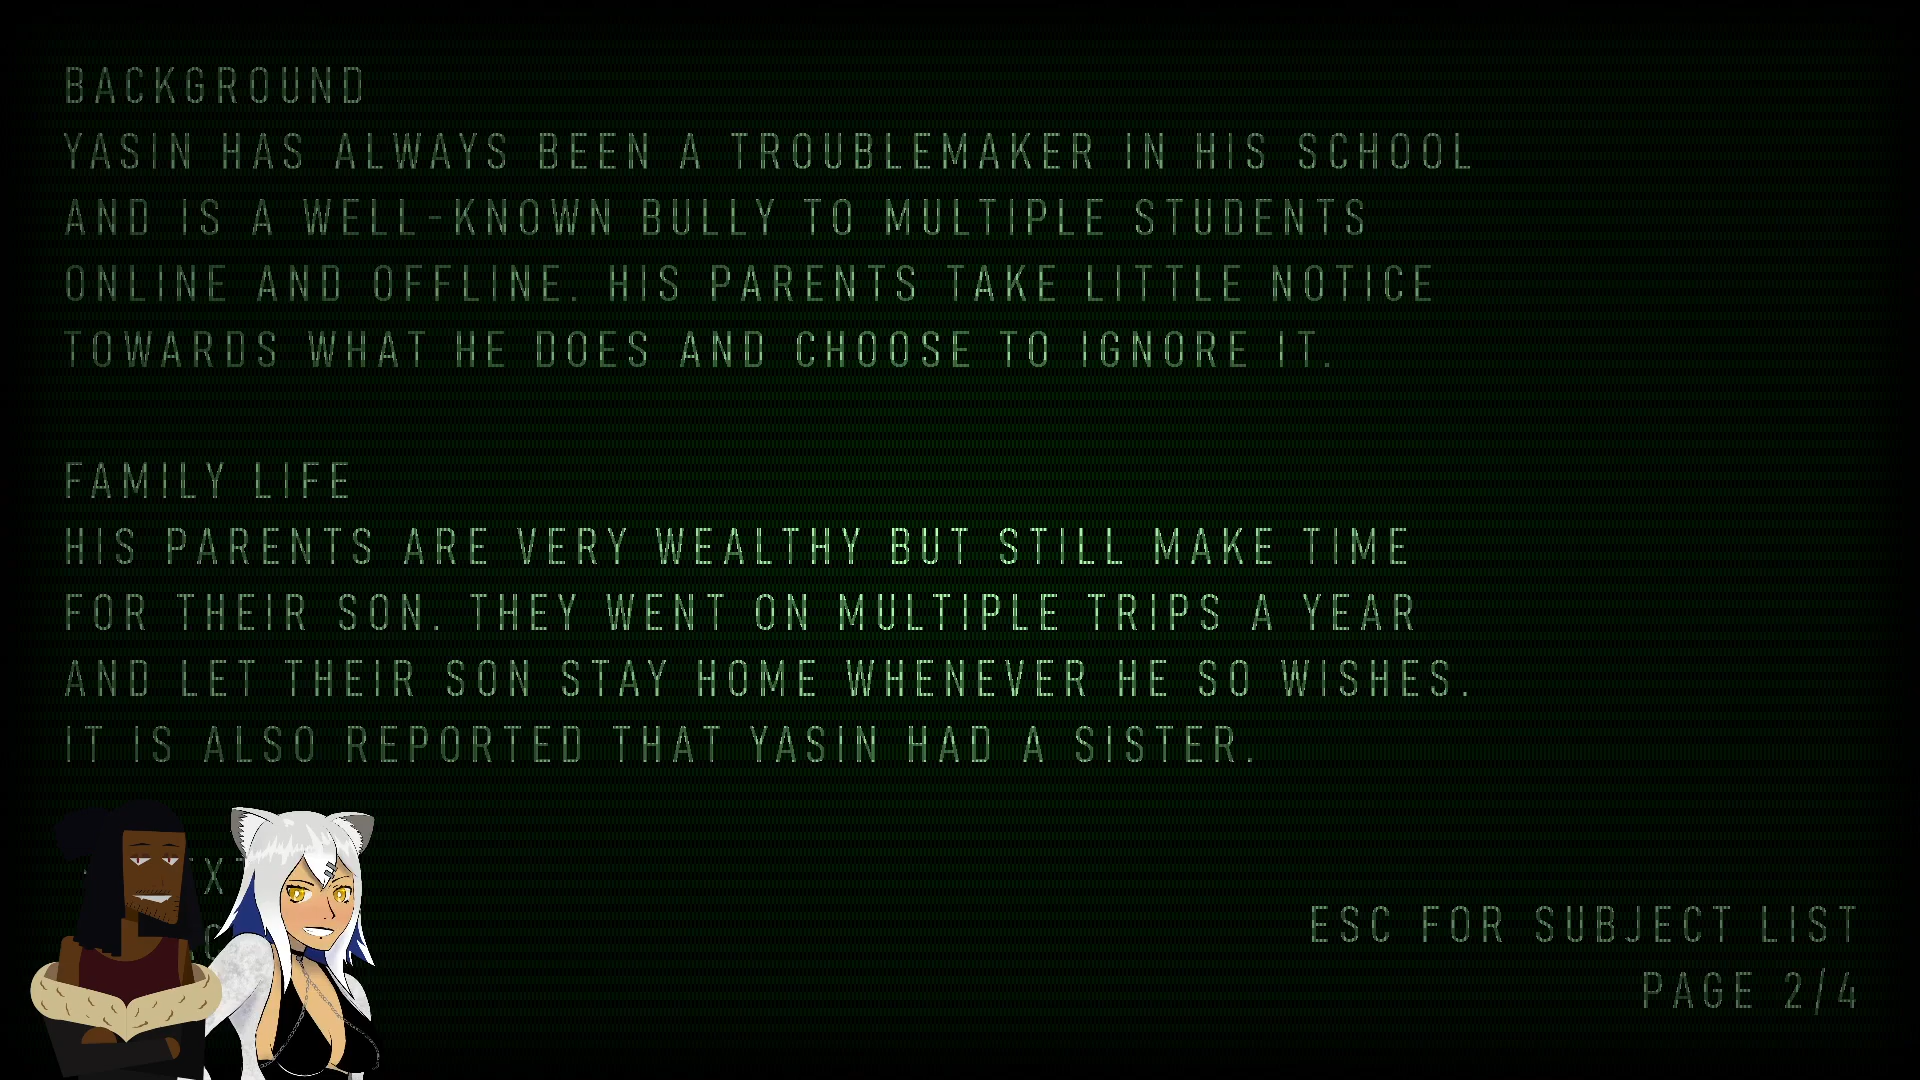 BACKGROUND
YASIN HAS ALWAYS BEEN A TROUBLEMAKER IN HIS SCHOOL
AND IS A WELL-KNOWN BULLY TO MULTIPLE STUDENTS
ONLINE AND OFFLINE. HIS PARENTS TAKE LITTLE NOTICE
TOWARDS WHAT HE DOES AND CHOOSE TO IGNORE IT.
FAMILY LIFE
HIS PARENTS ARE VERY WEALTHY BUT STILL MAKE TIME
FOR THEIR SON. THEY WENT ON MULTIPLE TRIPS A YEAR
AND LET THEIR SON STAY HOME WHENEVER HE SO WISHES.
IT IS ALSO REPORTED THAT YASIN HAD A SISTER.
ESC FOR SUBJECT LIST
PAGE 2/4